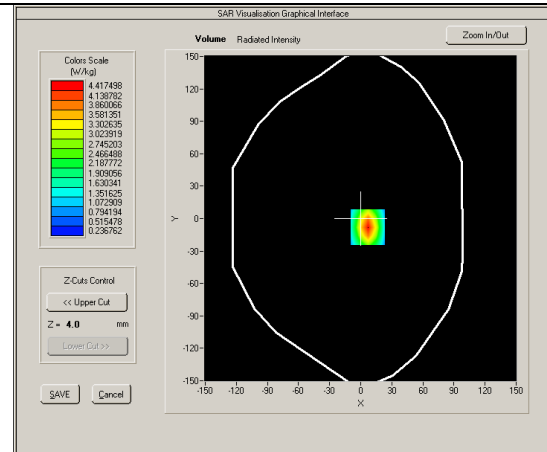 SAR Visualisation Graphical Interface
Volume Radiated Intensity
Zoom In/Out
Colors Scale
(W/kg)
4.417498
4.138782
3.860066
3.581351
3.302635
3.023919
2.745203
2.466488
2.187772
1.909056
1.630341
1.351625
1.072909
0.794194
0.515478
0.236762
Z-Cuts Control
<< Upper Cut
Z = 4.0 mm
Lower Cut >>
SAVE Cancel
150
120
90
60
30
0
-30
-60
-90
-120
-150
Y
-150 -120 -90 -60 -30 0 30 60 90 120 150
X